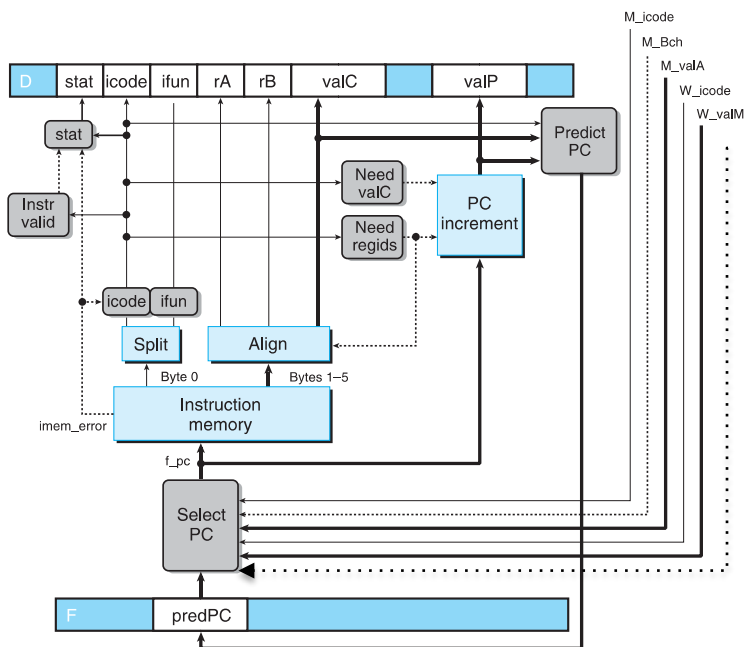 M_icode
M_Bch
M_valA
W_icode
W_valM
D stat icode ifun rA rB valC valP
stat
Predict
PC
Instr
valid
Need
valC
Need
regids
PC
increment
icode ifun
Split
Align
Byte 0
Bytes 1–5
Instruction
memory
imem_error
f_pc
Select
PC
F predPC